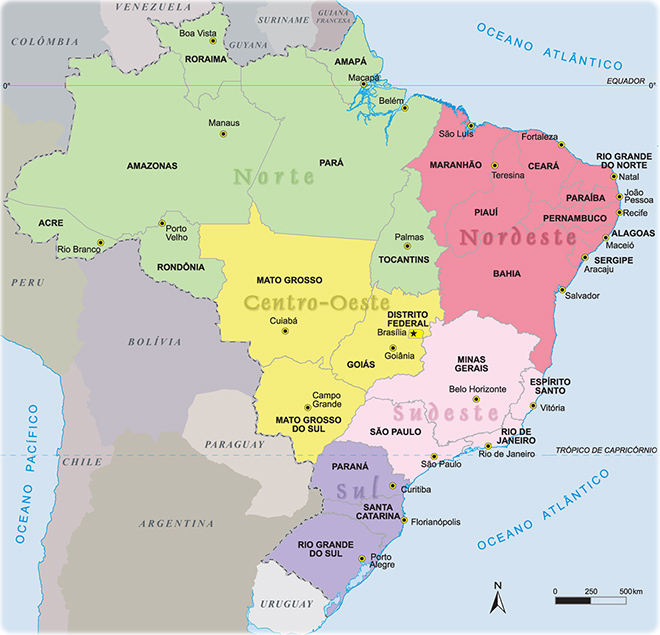 VENEZUELA
COLÔMBIA
SURINAME
GUIANA
FRANCESA
GUYANA
OCEANO ATLÂNTICO
Boa Vista
RORAIMA
AMAPÁ
Macapá
0°
EQUADOR
Belém
Manaus
São Luís
Fortaleza
AMAZONAS
PARÁ
Norte
MARANHÃO
Teresina
CEARÁ
RIO GRANDE
DO NORTE
Natal
PARAÍBA
João
Pessoa
PIAUÍ
PERNAMBUCO
Recife
ACRE
Rio Branco
Porto
Velho
RONDÔNIA
Palmas
TOCANTINS
Nordeste
ALAGOAS
Maceió
SERGIPE
Aracaju
BAHIA
Salvador
PERU
MATO GROSSO
Centro-Oeste
Cuiabá
DISTRITO
FEDERAL
Brasília
Goiânia
GOIÁS
BOLÍVIA
MINAS
GERAIS
Belo Horizonte
ESPÍRITO
SANTO
Vitória
Campo
Grande
MATO GROSSO
DO SUL
Sudeste
SÃO PAULO
São Paulo
RIO DE
JANEIRO
Rio de Janeiro
TRÓPICO DE CAPRICÓRNIO
PARAGUAY
OCEANO PACÍFICO
CHILE
PARANÁ
Sul
Curitiba
SANTA
CATARINA
Florianópolis
ARGENTINA
RIO GRANDE
DO SUL
Porto
Alegre
OCEANO ATLÂNTICO
URUGUAY
N
0 250 500 km